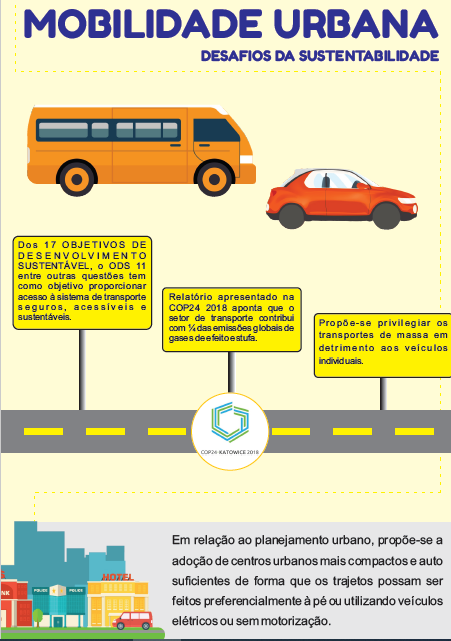 MOBILIDADE URBANA
DESAFIOS DA SUSTENTABILIDADE
Dos 17 OBJETIVOS DE
DESENVOLVIMENTO
SUSTENTÁVEL, o ODS 11
entre outras questões tem
como objetivo proporcionar
acesso à sistema de transporte
seguros, acessíveis e
sustentáveis.
Relatório apresentado na
COP24 2018 aponta que o
setor de transporte contribui
com ¼ das emissões globais de
gases de efeito estufa.
Propõe-se privilegiar os
transportes de massa em
detrimento aos veículos
individuais.
COP24·KATOWICE 2018
Em relação ao planejamento urbano, propõe-se a
adoção de centros urbanos mais compactos e auto
suficientes de forma que os trajetos possam ser
feitos preferencialmente à pé ou utilizando veículos
elétricos ou sem motorização.
HOTEL
POLICE
POLICE
NK